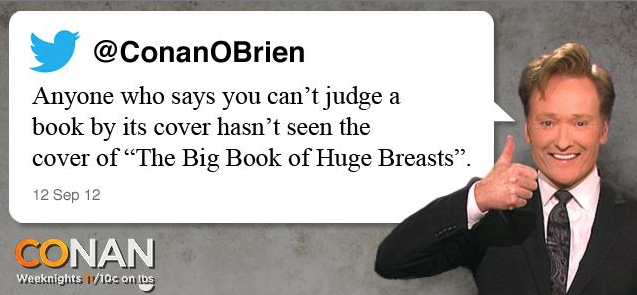 @ConanOBrien
Anyone who says you can’t judge a
book by its cover hasn’t seen the
cover of “The Big Book of Huge Breasts”.
12 Sep 12
CONAN
Weeknights 11/10c on tbs